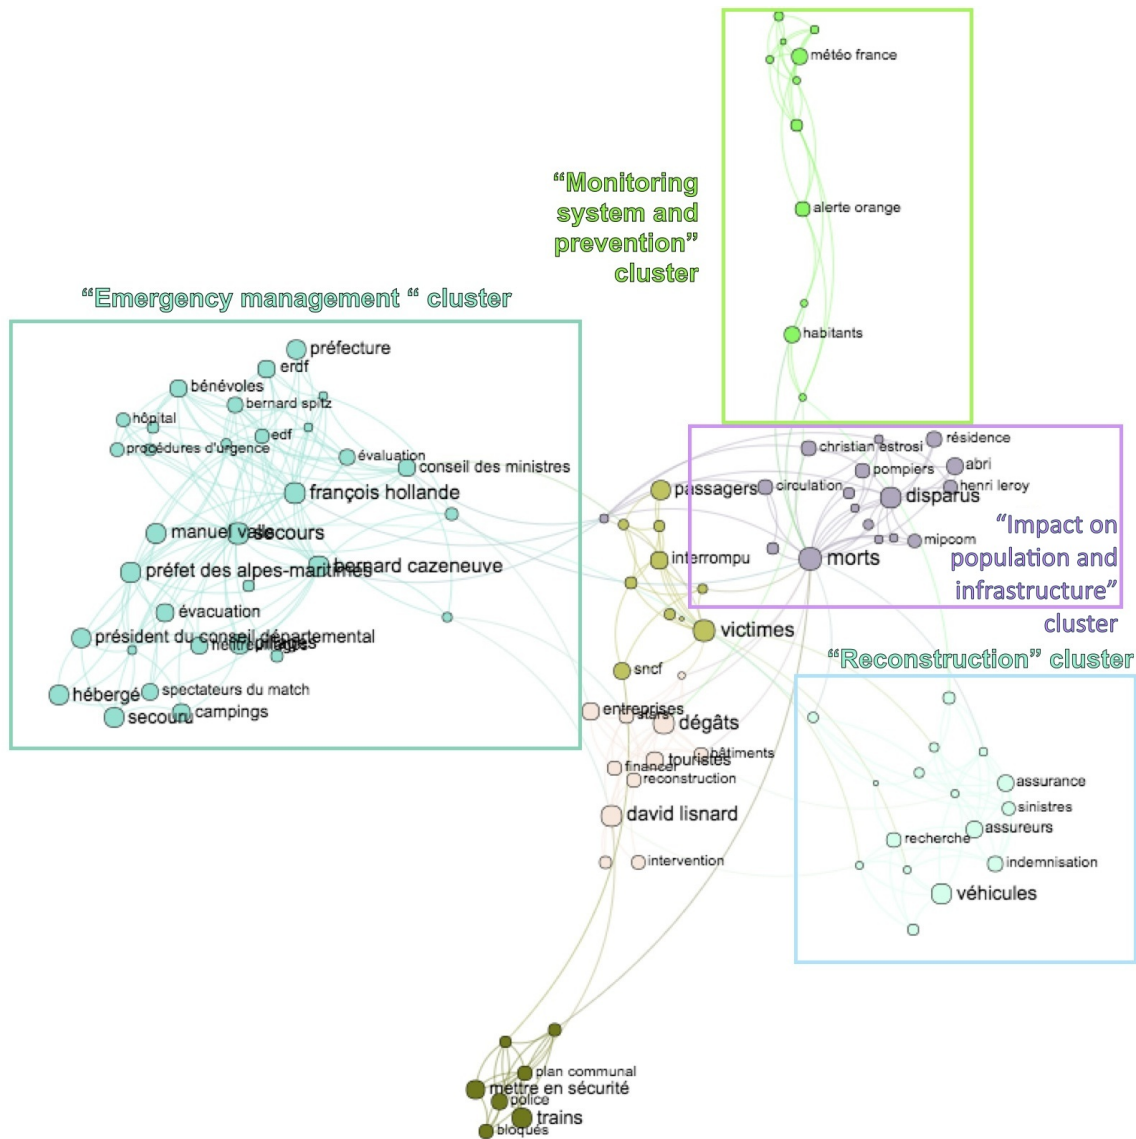 météo france
“Monitoring
system and
prevention”
cluster
alerte orange
habitants
“Emergency management “ cluster
préfecture
erdf
bénévoles
bernard spitz
hôpital
edf
procédures d'urgence
évaluation
conseil des ministres
françois hollande
manuel valls
secours
bernard cazeneuve
préfet des alpes-maritimes
évacuation
président du conseil départemental
pillages
hébergé
spectateurs du match
secouru
campings
christian estrosi
résidence
pompiers
abri
circulation
disparus
henri leroy
mipcom
morts
“Impact on
population and
infrastructure”
cluster
passagers
interrompu
victimes
sncf
“Reconstruction” cluster
entreprises
stars
dégâts
touristes
bâtiments
financer
reconstruction
david lisnard
intervention
assurance
sinistres
assureurs
recherche
indemnisation
véhicules
plan communal
mettre en sécurité
police
trains
bloqués